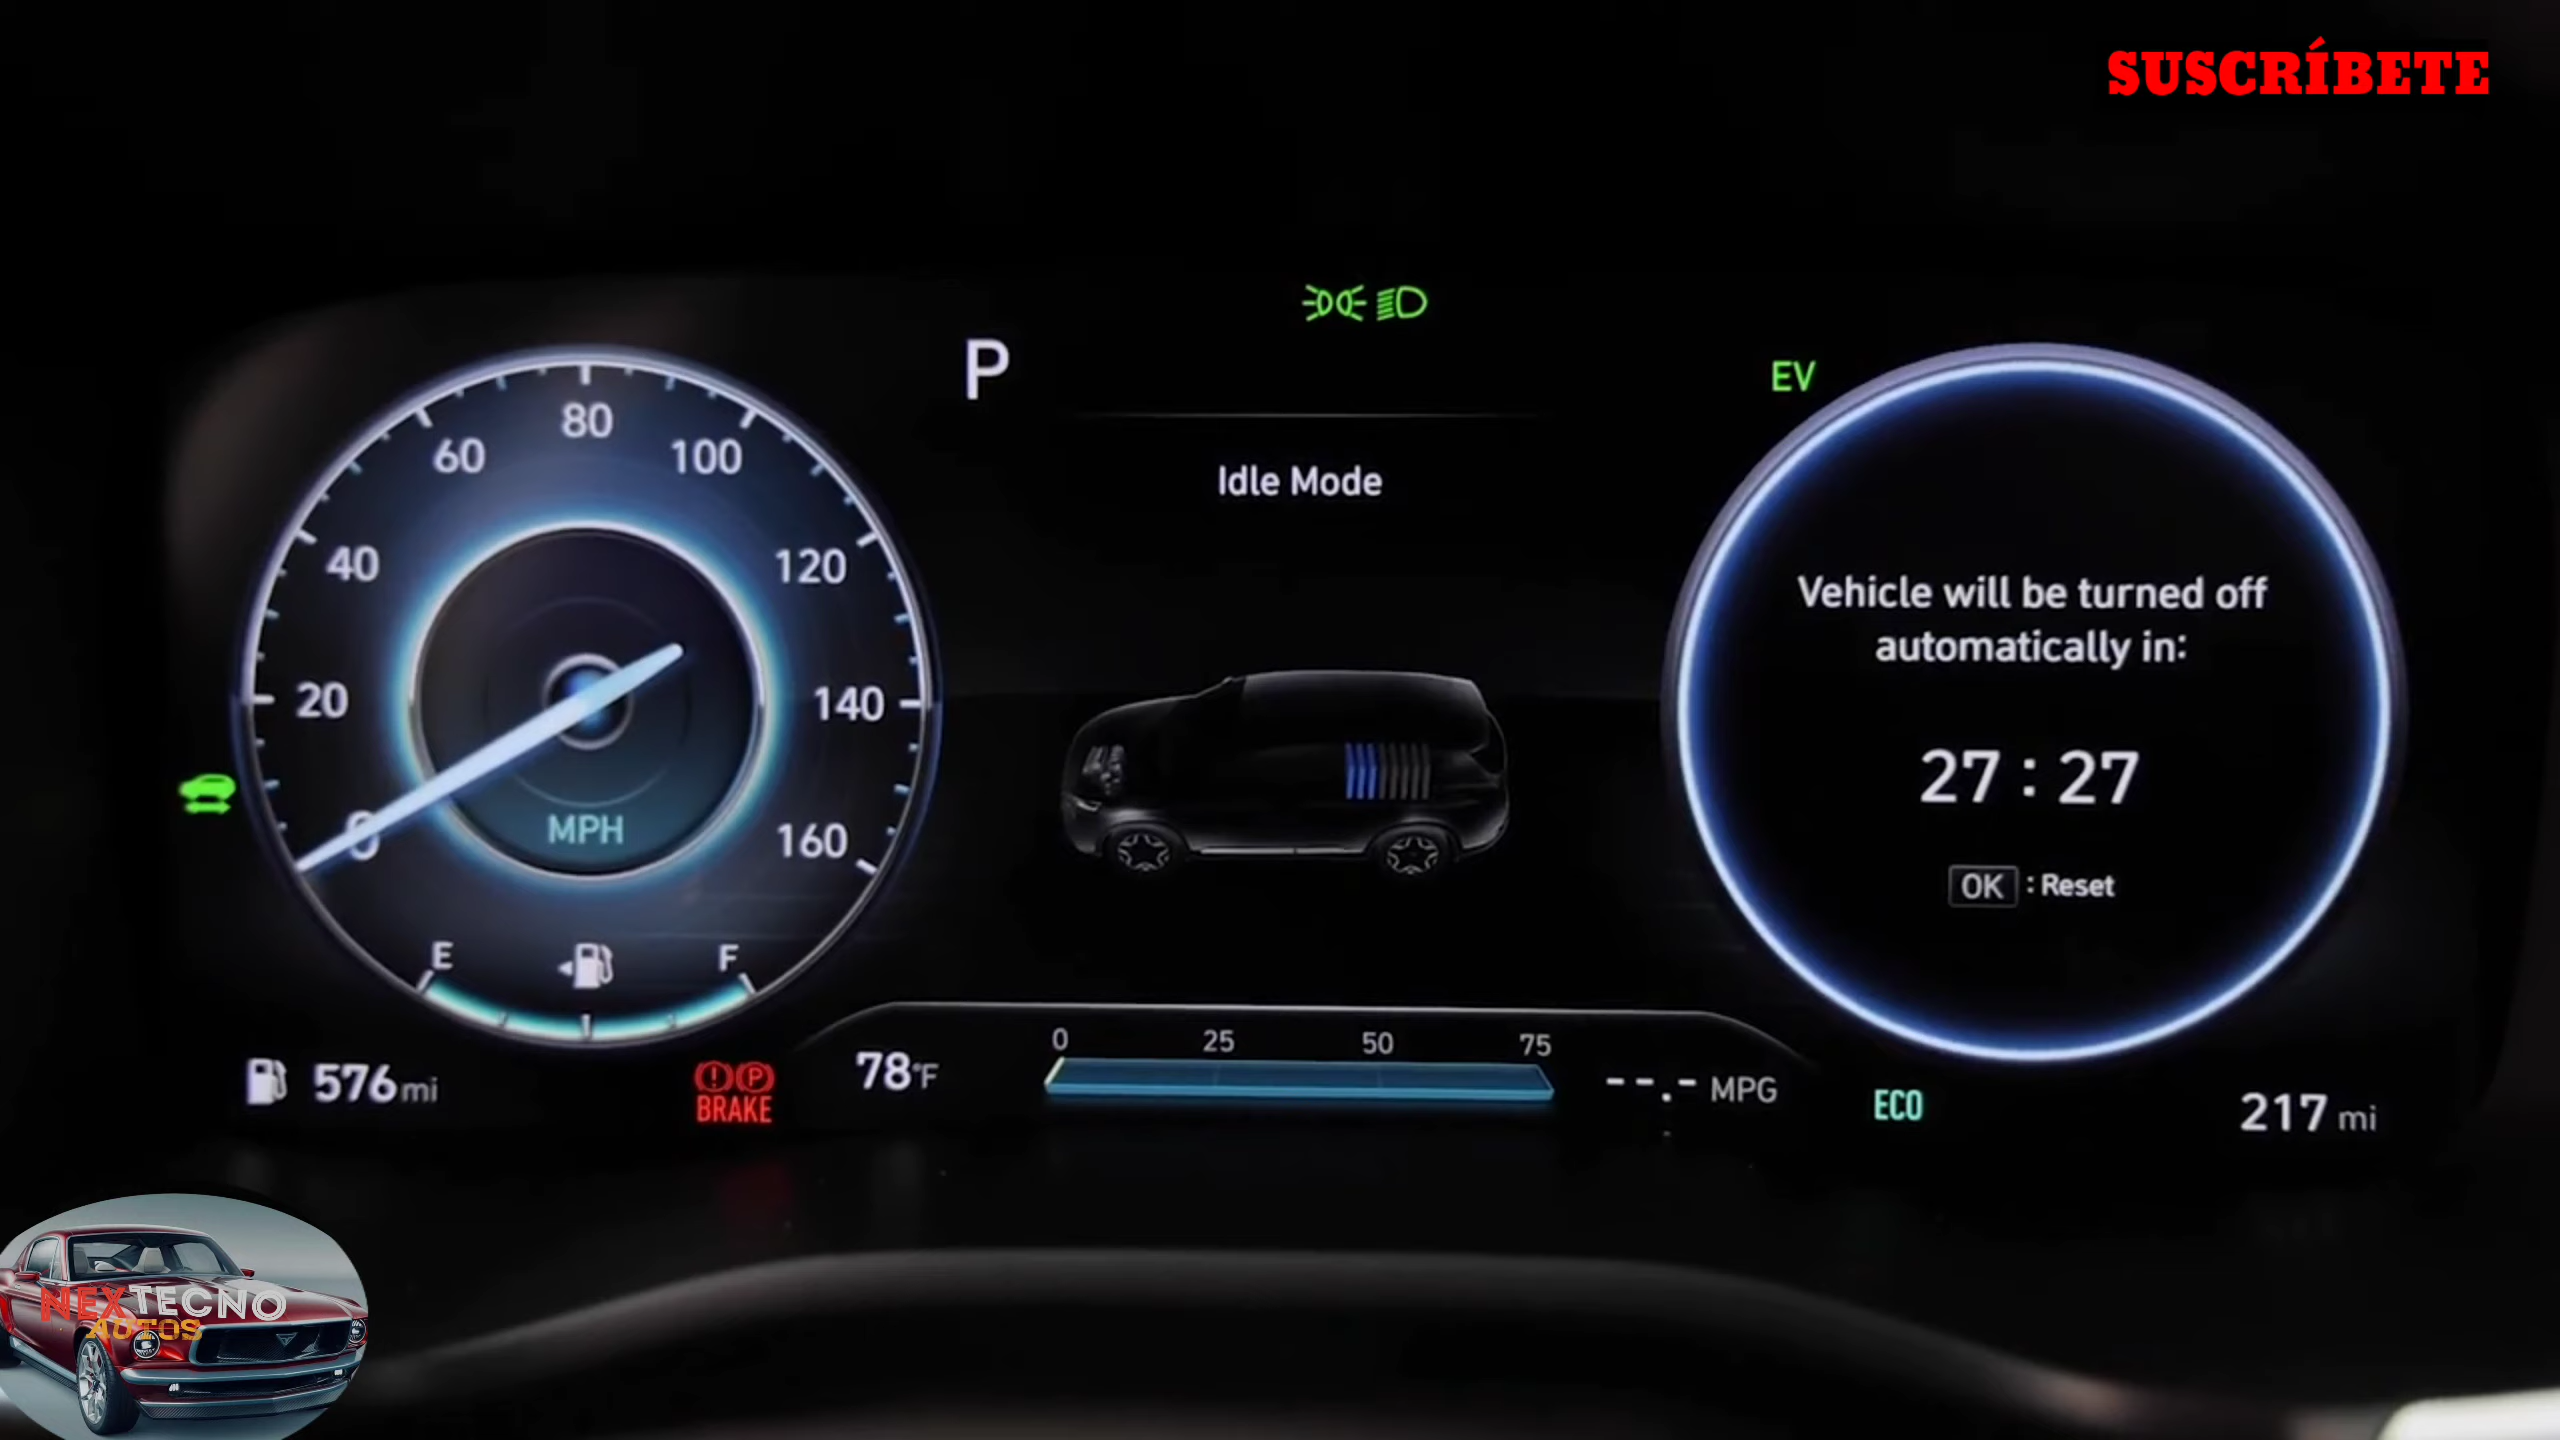 SUSCRÍBETE
P
EV
Idle Mode
0
20
40
60
80
100
120
140
160
MPH
E
F
576 mi
BRAKE
78°F
0 25 50 75
--.- MPG
Vehicle will be turned off
automatically in:
27 : 27
OK : Reset
ECO
217 mi
NEXTECNO
AUTOS